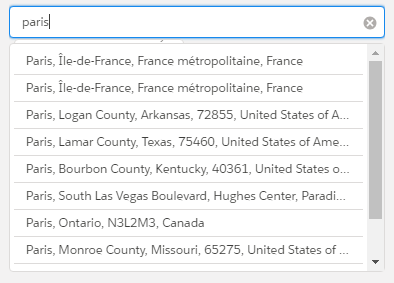 paris
Paris, Île-de-France, France métropolitaine, France
Paris, Île-de-France, France métropolitaine, France
Paris, Logan County, Arkansas, 72855, United States of A...
Paris, Lamar County, Texas, 75460, United States of Ame...
Paris, Bourbon County, Kentucky, 40361, United States o...
Paris, South Las Vegas Boulevard, Hughes Center, Paradi...
Paris, Ontario, N3L2M3, Canada
Paris, Monroe County, Missouri, 65275, United States of ...